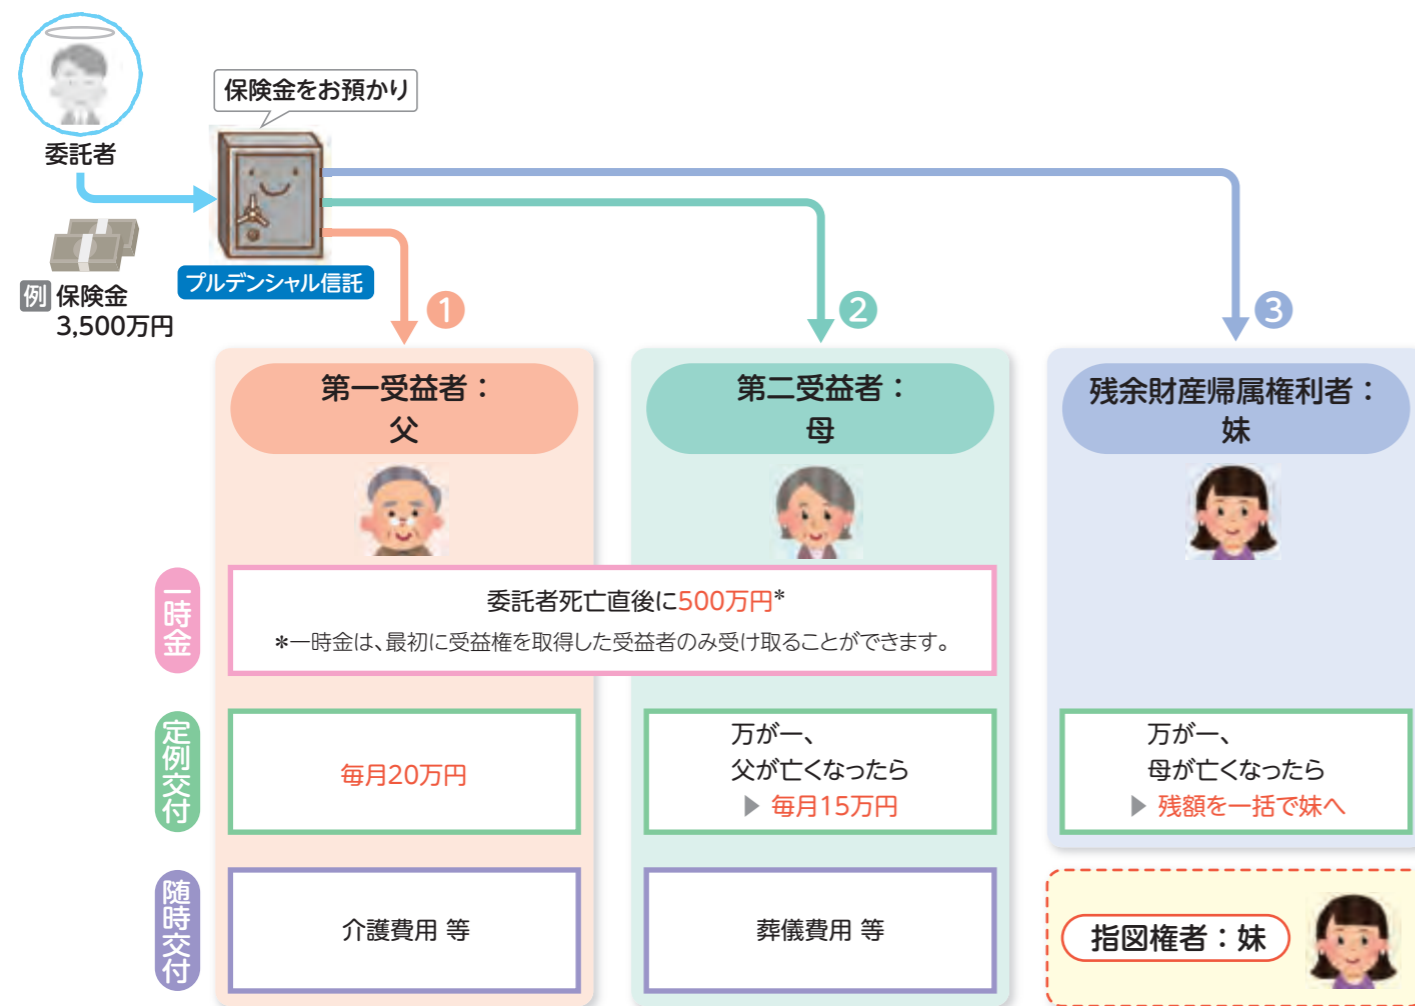 委託者
保険金をお預かり
例 保険金
3,500万円
プルデンシャル信託
1
2
3
第一受益者：
父
第二受益者：
母
残余財産帰属権利者：
妹
一時金
委託者死亡直後に500万円*
*一時金は、最初に受益権を取得した受益者のみ受け取ることができます。
定例交付
毎月20万円
万が一、
父が亡くなったら
▶ 毎月15万円
万が一、
母が亡くなったら
▶ 残額を一括で妹へ
随時交付
介護費用 等
葬儀費用 等
指図権者：妹